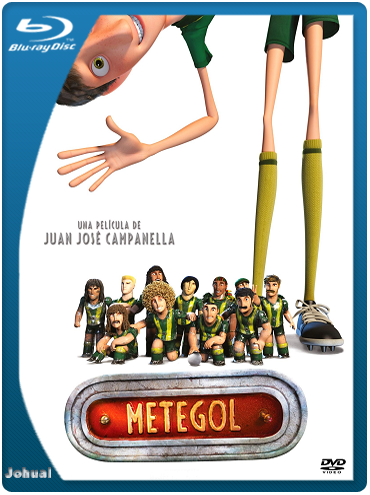 Blu-ray Disc
UNA PELÍCULA DE
JUAN JOSÉ CAMPANELLA
METEGOL
Johual
DVD
VIDEO